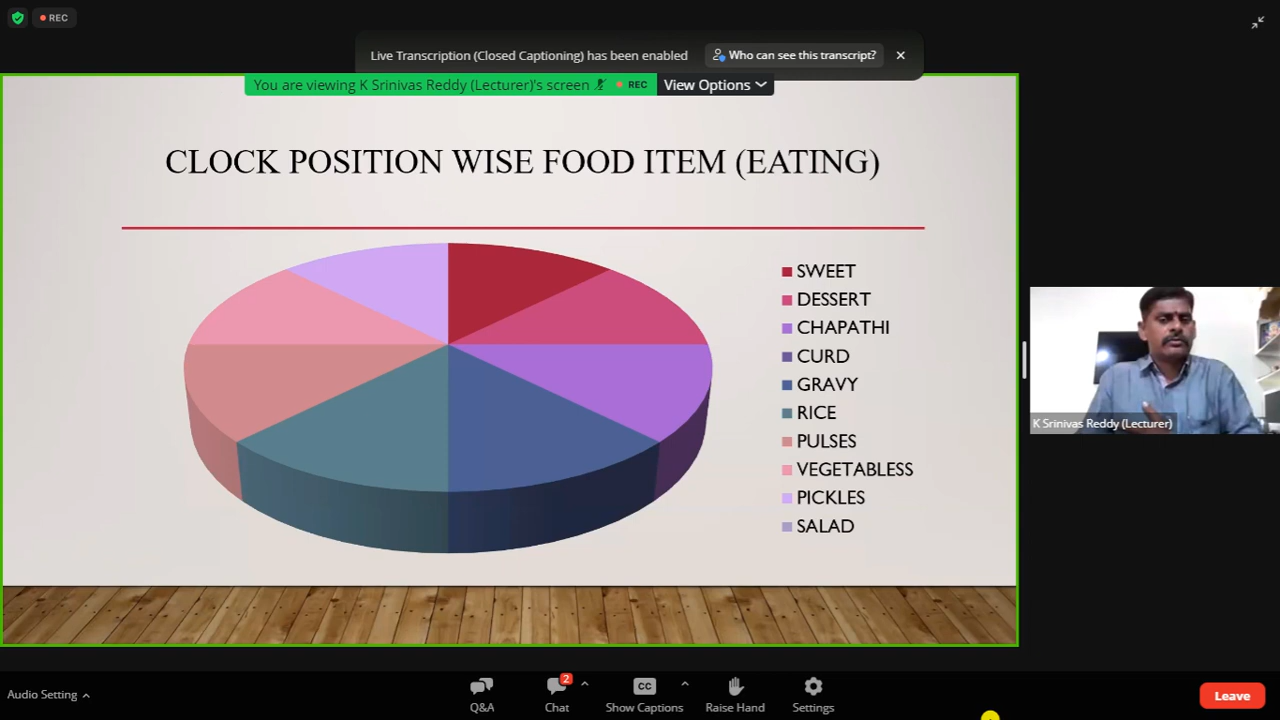 REC
Live Transcription (Closed Captioning) has been enabled
Who can see this transcript?
You are viewing K Srinivas Reddy (Lecturer)'s screen
REC
View Options
CLOCK POSITION WISE FOOD ITEM (EATING)
SWEET
DESSERT
CHAPATHI
CURD
GRAVY
RICE
PULSES
VEGETABLESS
PICKLES
SALAD
K Srinivas Reddy (Lecturer)
Audio Setting
Q&A
2
Chat
CC
Show Captions
Raise Hand
Settings
Leave